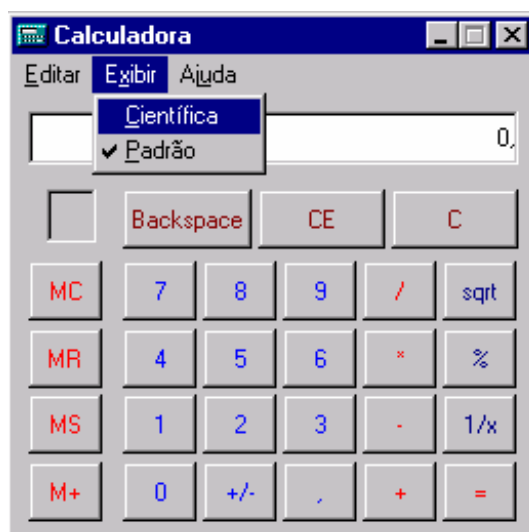 Calculadora
Editar Exibir Ajuda
Científica
0,
✓ Padrão
Backspace CE C
MC 7 8 9 / sqrt
MR 4 5 6 * %
MS 1 2 3 - 1/x
M+ 0 +/- , + =